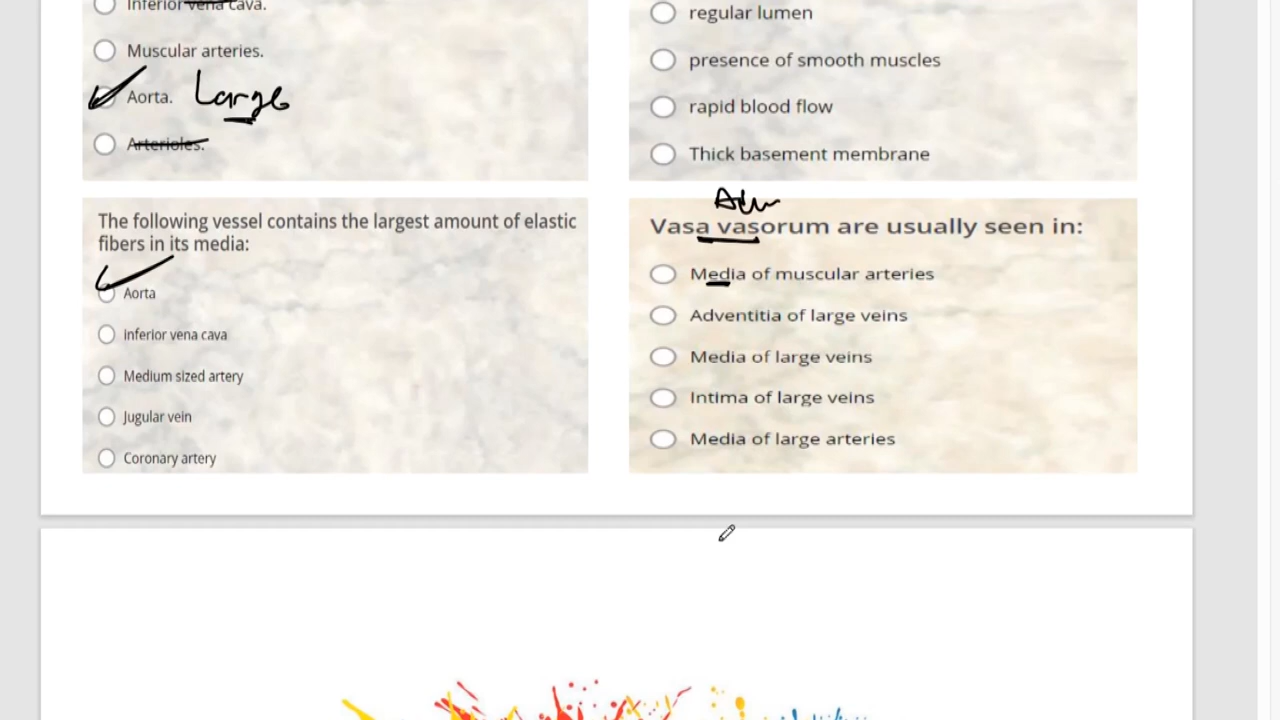 Inferior vena cava.
Muscular arteries.
Aorta. Large
Arterioles.
The following vessel contains the largest amount of elastic
fibers in its media:
Aorta
Inferior vena cava
Medium sized artery
Jugular vein
Coronary artery
regular lumen
presence of smooth muscles
rapid blood flow
Thick basement membrane
Vasa vasorum are usually seen in:
Media of muscular arteries
Adventitia of large veins
Media of large veins
Intima of large veins
Media of large arteries